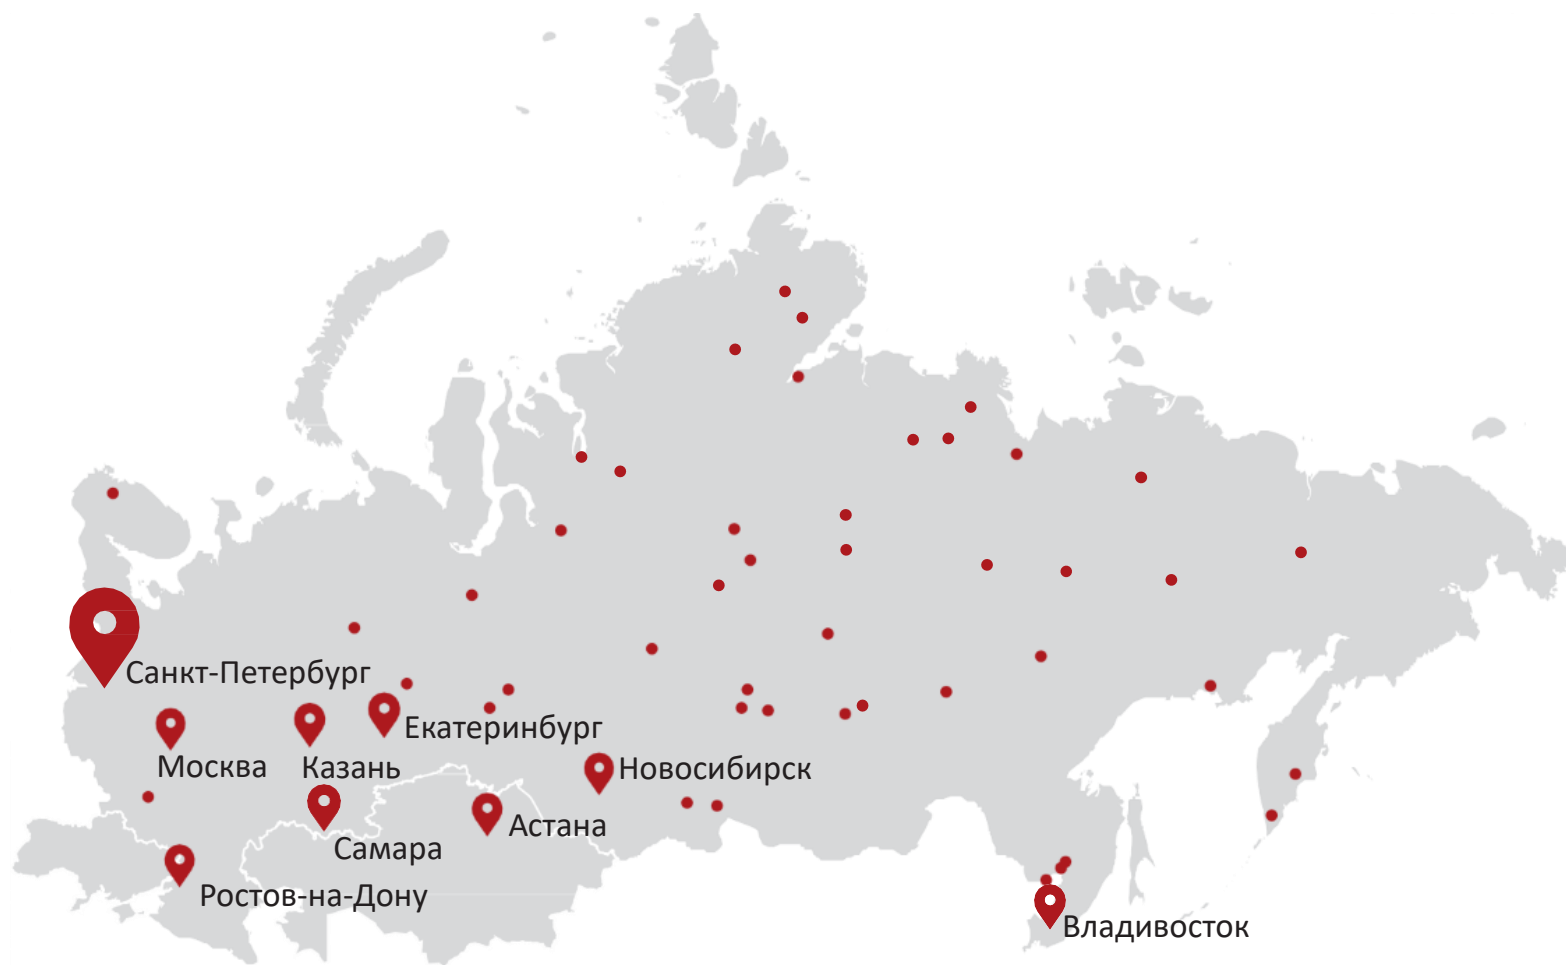 Санкт-Петербург
Екатеринбург
Москва
Казань
Новосибирск
Астана
Самара
Ростов-на-Дону
Владивосток